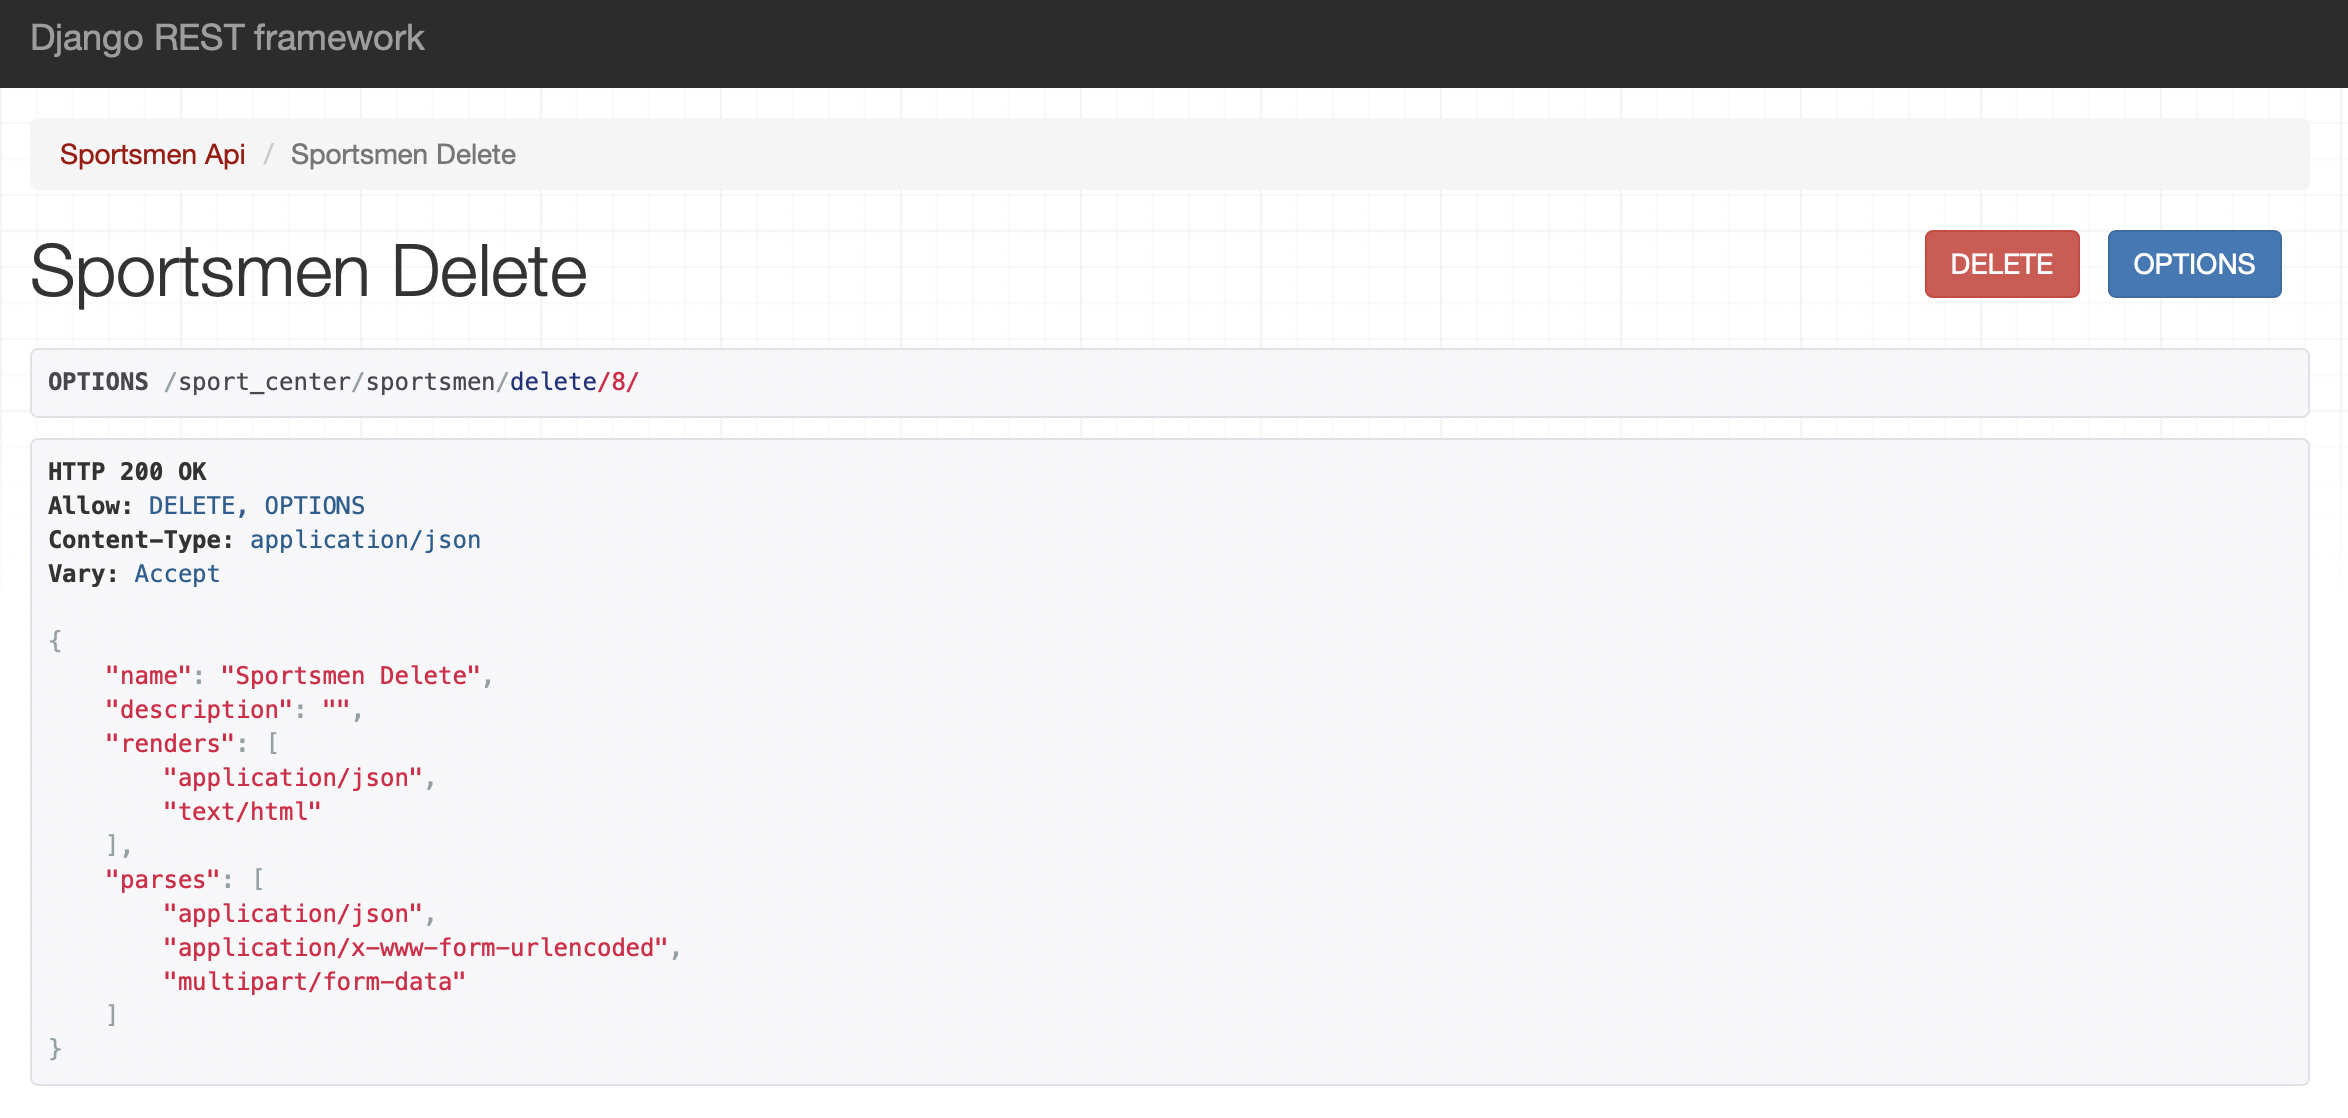 Django REST framework
Sportsmen Api / Sportsmen Delete
Sportsmen Delete
DELETE OPTIONS
OPTIONS /sport_center/sportsmen/delete/8/
HTTP 200 OK
Allow: DELETE, OPTIONS
Content-Type: application/json
Vary: Accept
{
    "name": "Sportsmen Delete",
    "description": "",
    "renders": [
        "application/json",
        "text/html"
    ],
    "parses": [
        "application/json",
        "application/x-www-form-urlencoded",
        "multipart/form-data"
    ]
}